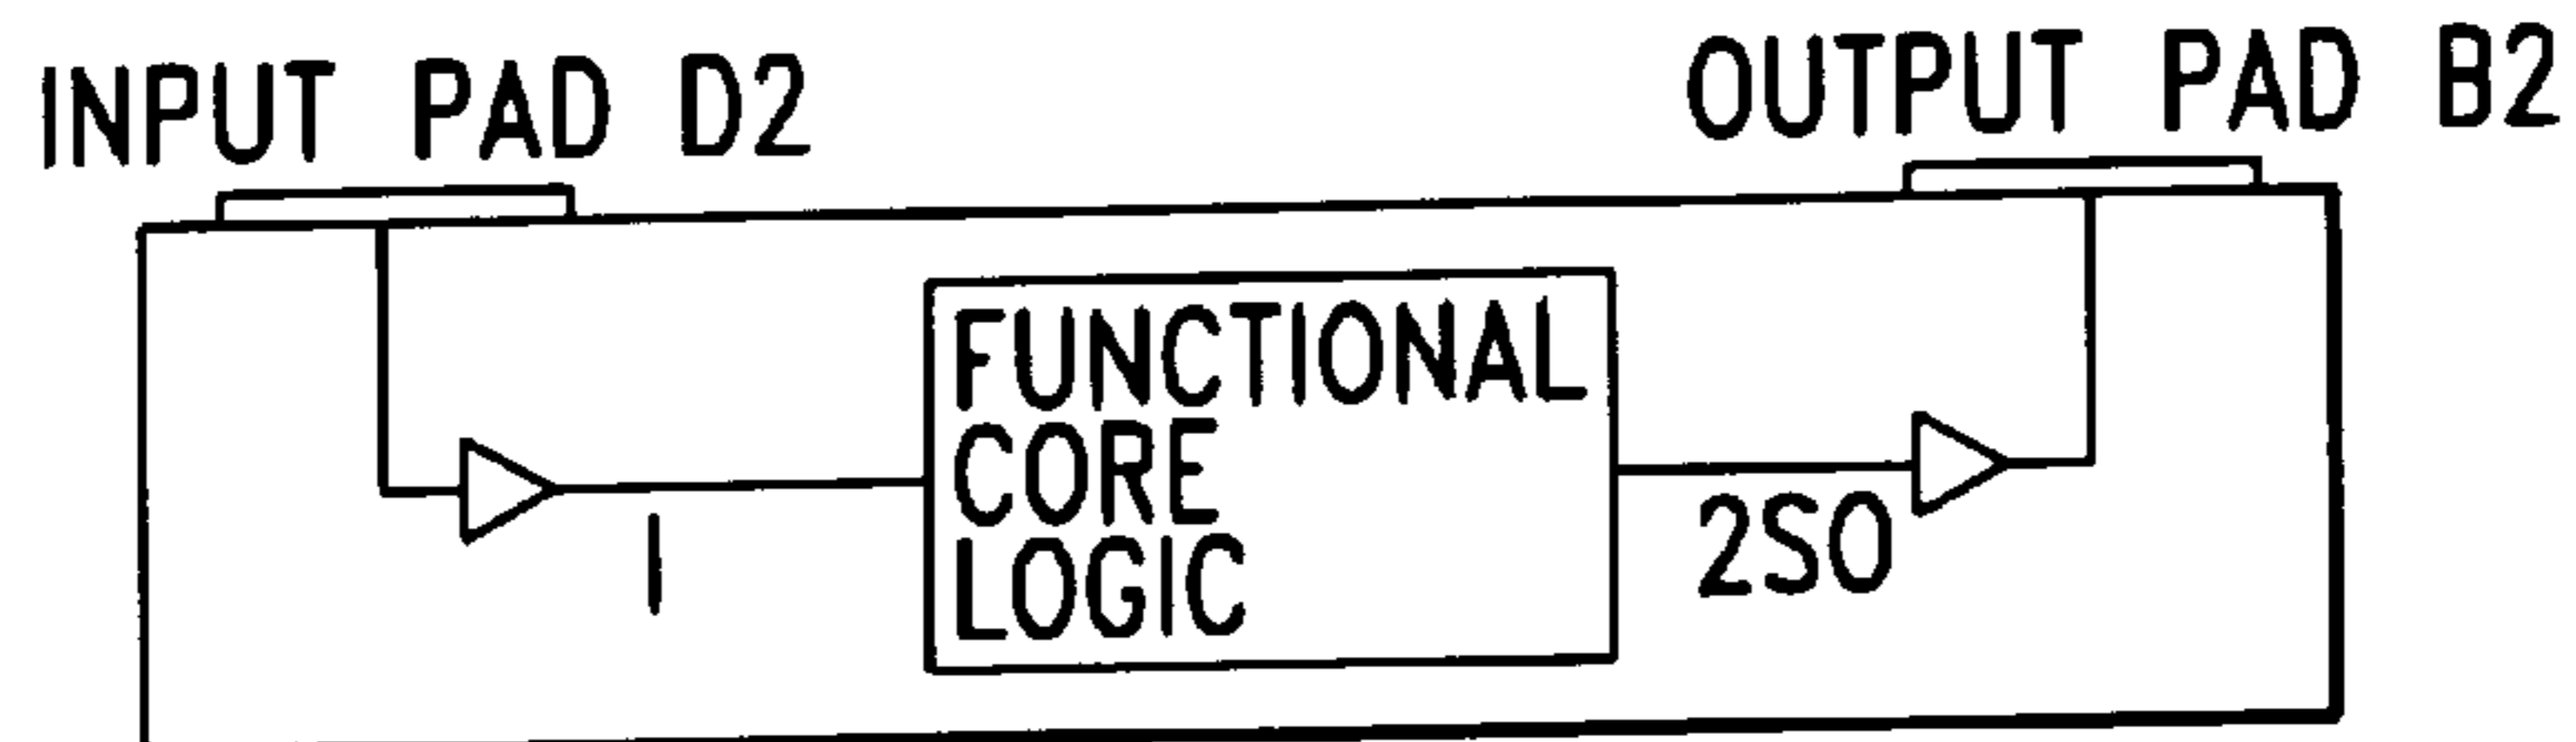 INPUT PAD D2
OUTPUT PAD B2
FUNCTIONAL
CORE
LOGIC
I
2SO